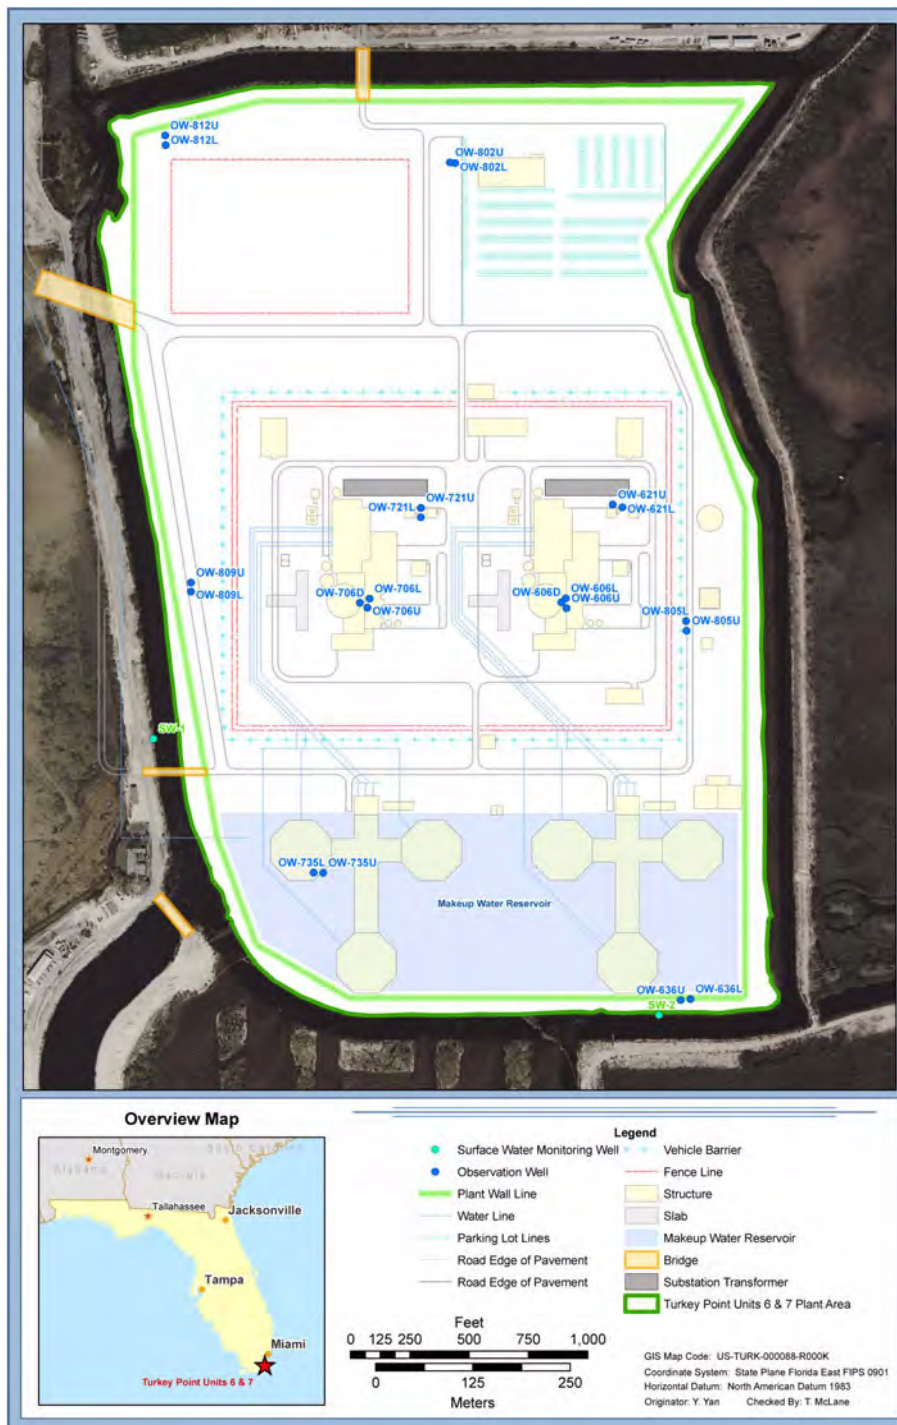 OW-812U
OW-812L
OW-802U
OW-802L
OW-721U
OW-721L
OW-621U
OW-621L
OW-809U
OW-809L
OW-706D
OW-706L
OW-706U
OW-606D
OW-606L
OW-606U
OW-805L
OW-805U
SW-1
OW-735L
OW-735U
Makeup Water Reservoir
OW-636U
OW-636L
SW-2
Overview Map
Montgomery
Alabama
Georgia
South Carolina
Tallahassee
Jacksonville
Tampa
Miami
Turkey Point Units 6 & 7
Legend
Surface Water Monitoring Well
Observation Well
Plant Wall Line
Water Line
Parking Lot Lines
Road Edge of Pavement
Road Edge of Pavement
Vehicle Barrier
Fence Line
Structure
Slab
Makeup Water Reservoir
Bridge
Substation Transformer
Turkey Point Units 6 & 7 Plant Area
Feet
0 125 250 500 750 1,000
0 125 250
Meters
GIS Map Code: US-TURK-000088-R000K
Coordinate System: State Plane Florida East FIPS 0901
Horizontal Datum: North American Datum 1983
Originator: Y. Yan Checked By: T. McLane